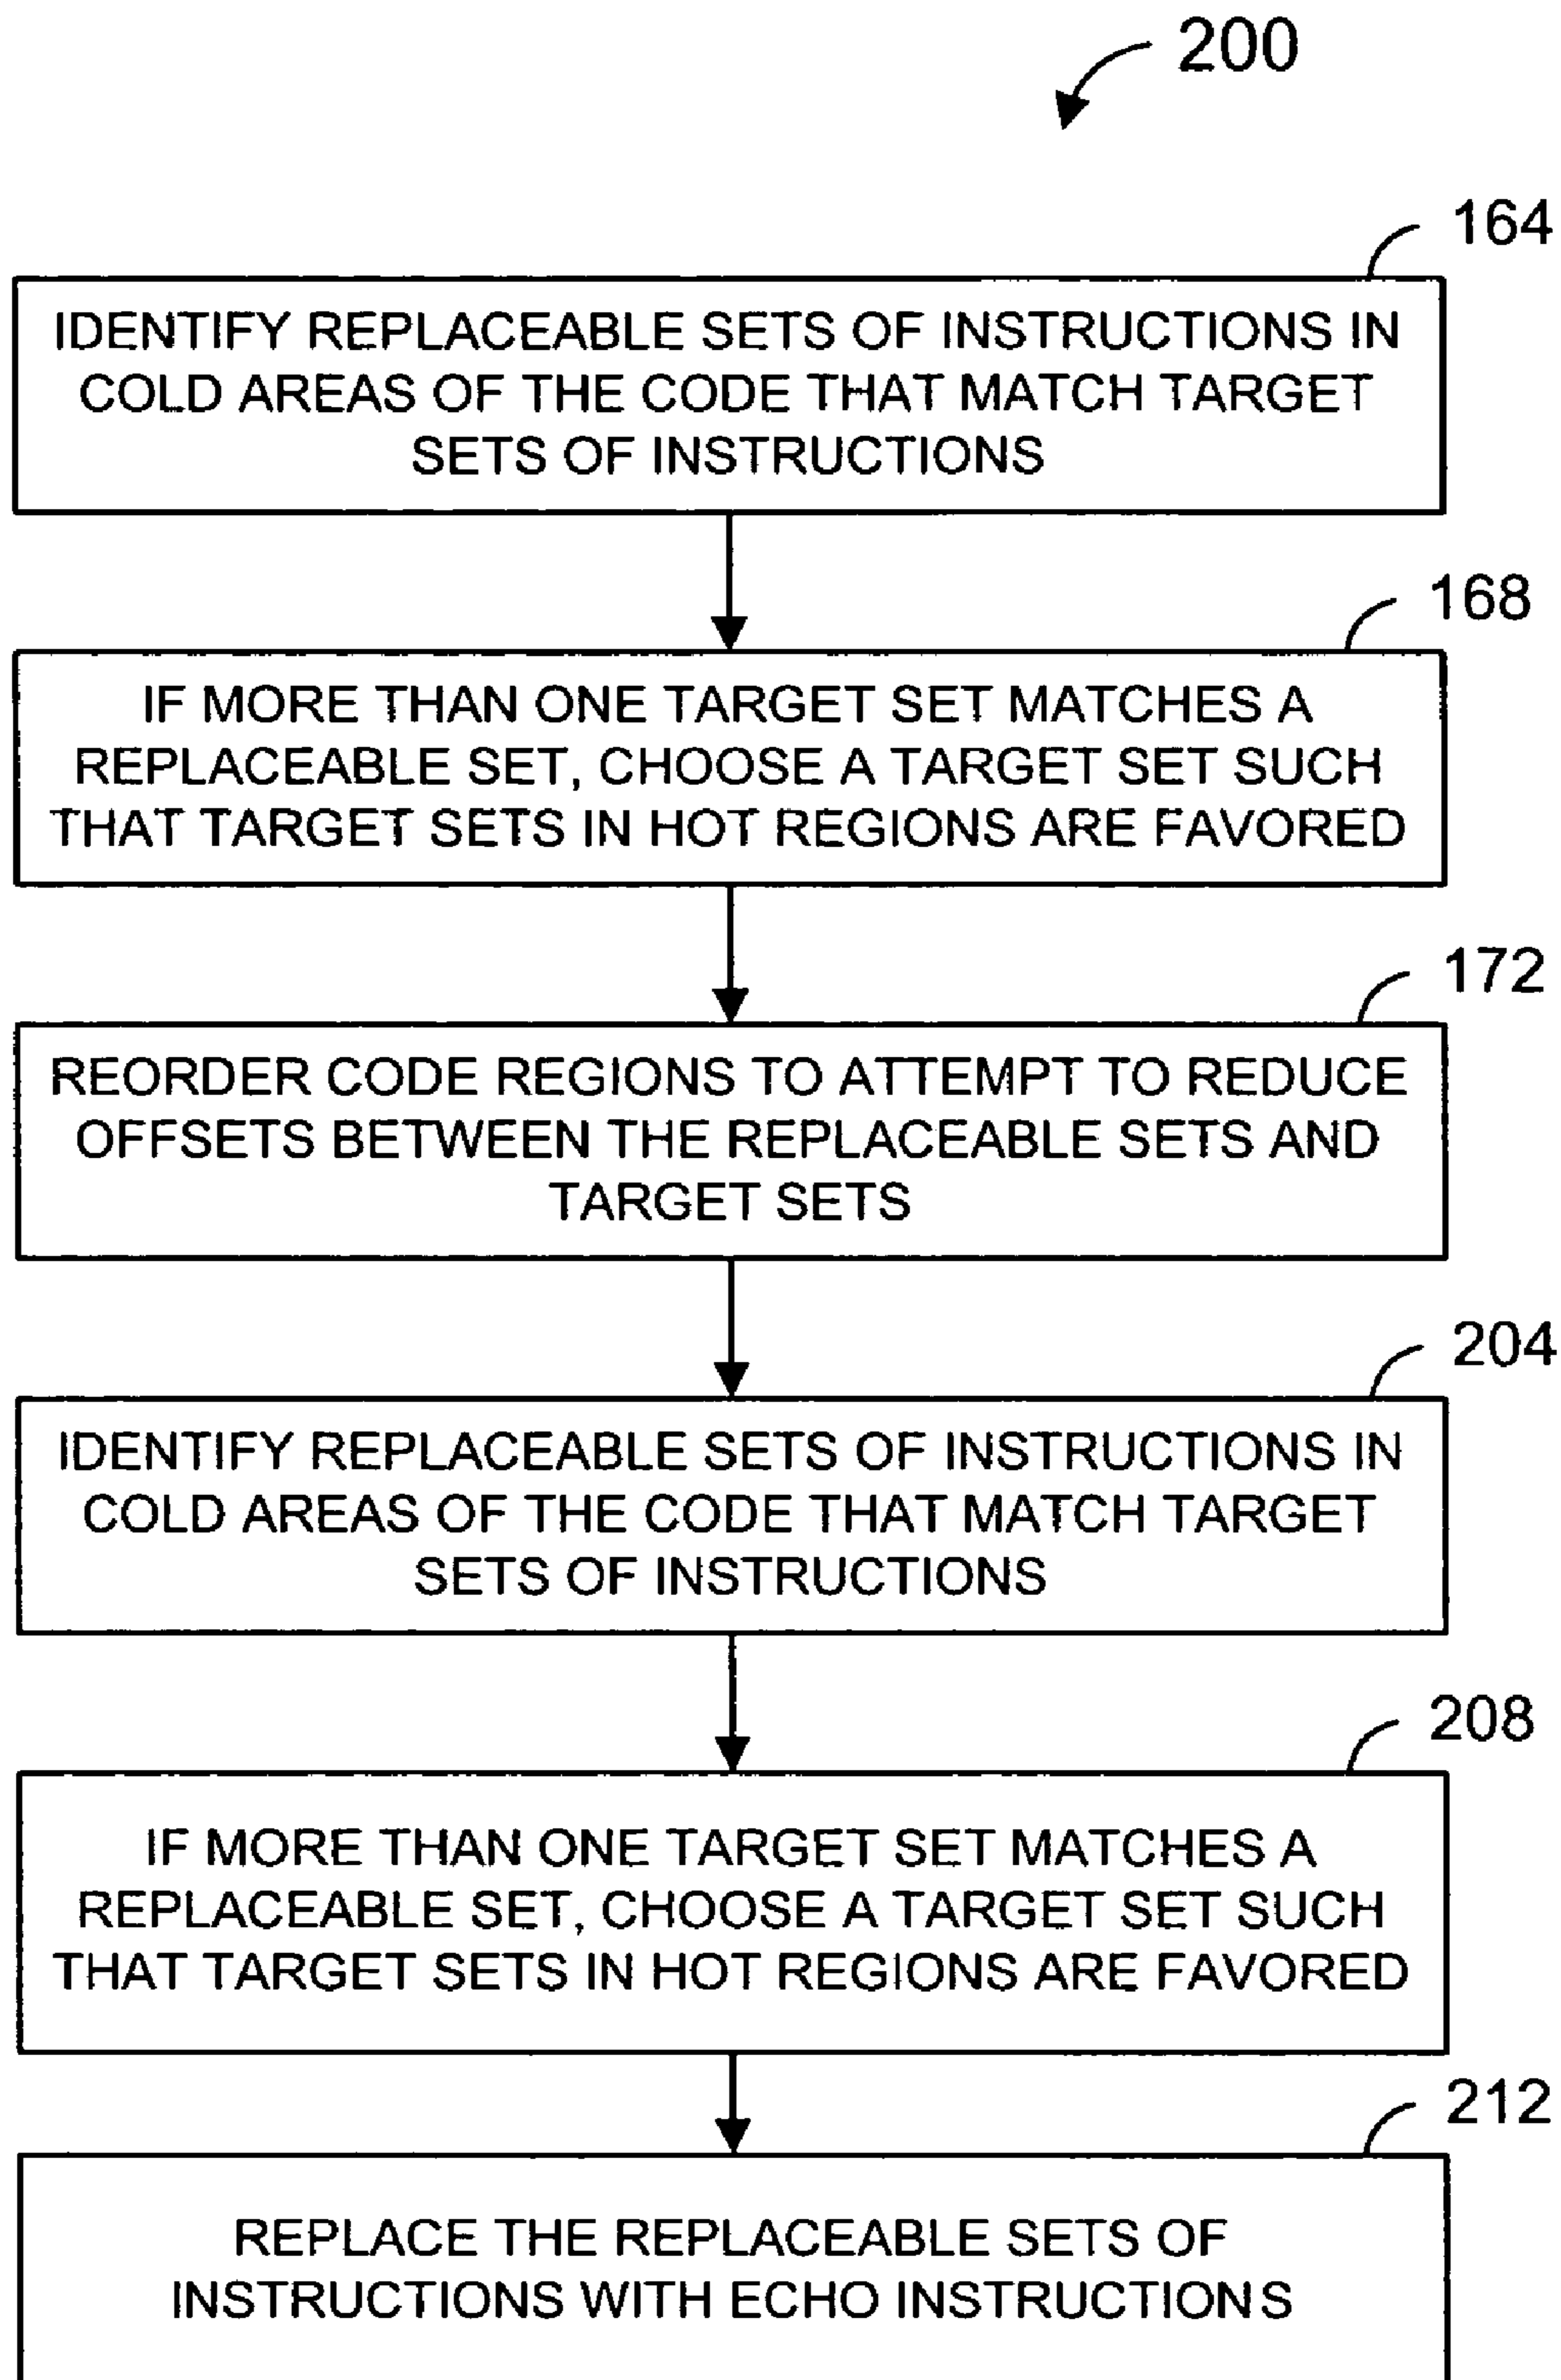 200
164
IDENTIFY REPLACEABLE SETS OF INSTRUCTIONS IN
COLD AREAS OF THE CODE THAT MATCH TARGET
SETS OF INSTRUCTIONS
168
IF MORE THAN ONE TARGET SET MATCHES A
REPLACEABLE SET, CHOOSE A TARGET SET SUCH
THAT TARGET SETS IN HOT REGIONS ARE FAVORED
172
REORDER CODE REGIONS TO ATTEMPT TO REDUCE
OFFSETS BETWEEN THE REPLACEABLE SETS AND
TARGET SETS
204
IDENTIFY REPLACEABLE SETS OF INSTRUCTIONS IN
COLD AREAS OF THE CODE THAT MATCH TARGET
SETS OF INSTRUCTIONS
208
IF MORE THAN ONE TARGET SET MATCHES A
REPLACEABLE SET, CHOOSE A TARGET SET SUCH
THAT TARGET SETS IN HOT REGIONS ARE FAVORED
212
REPLACE THE REPLACEABLE SETS OF
INSTRUCTIONS WITH ECHO INSTRUCTIONS